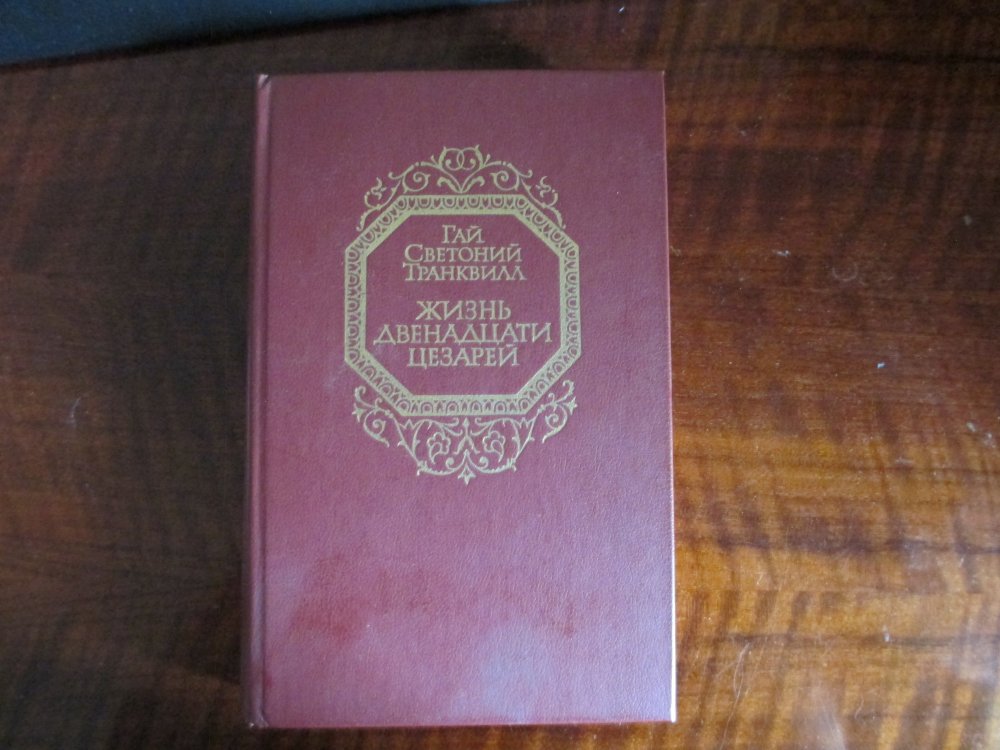 ГАЙ
СВЕТОНИЙ
ТРАНКВИЛЛ
ЖИЗНЬ
ДВЕНАДЦАТИ
ЦЕЗАРЕЙ